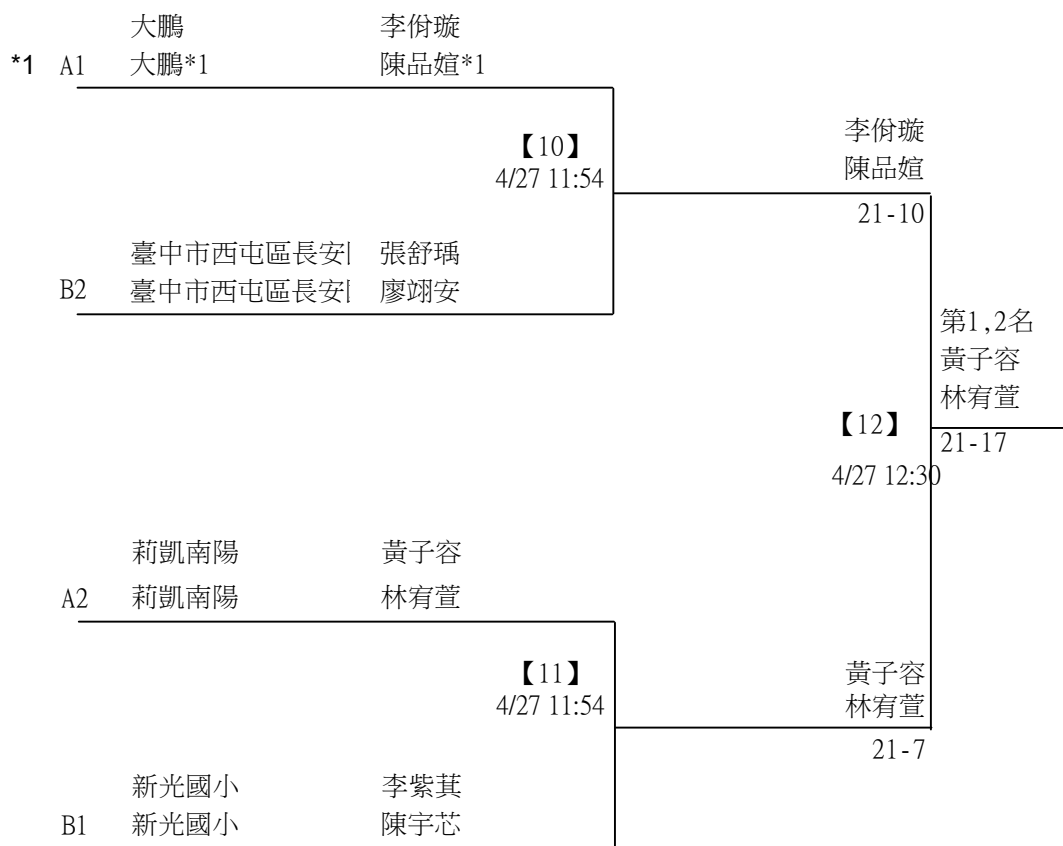 大鵬 李佾璇
*1 A1 大鵬*1 陳品媗*1
【10】
4/27 11:54
李佾璇
陳品媗
21-10
臺中市西屯區長安 張舒瑀
B2 臺中市西屯區長安 廖翊安
第1,2名
黃子容
林宥萱
【12】
21-17
4/27 12:30
莉凱南陽 黃子容
A2 莉凱南陽 林宥萱
【11】
4/27 11:54
黃子容
林宥萱
21-7
新光國小 李紫萁
B1 新光國小 陳宇芯